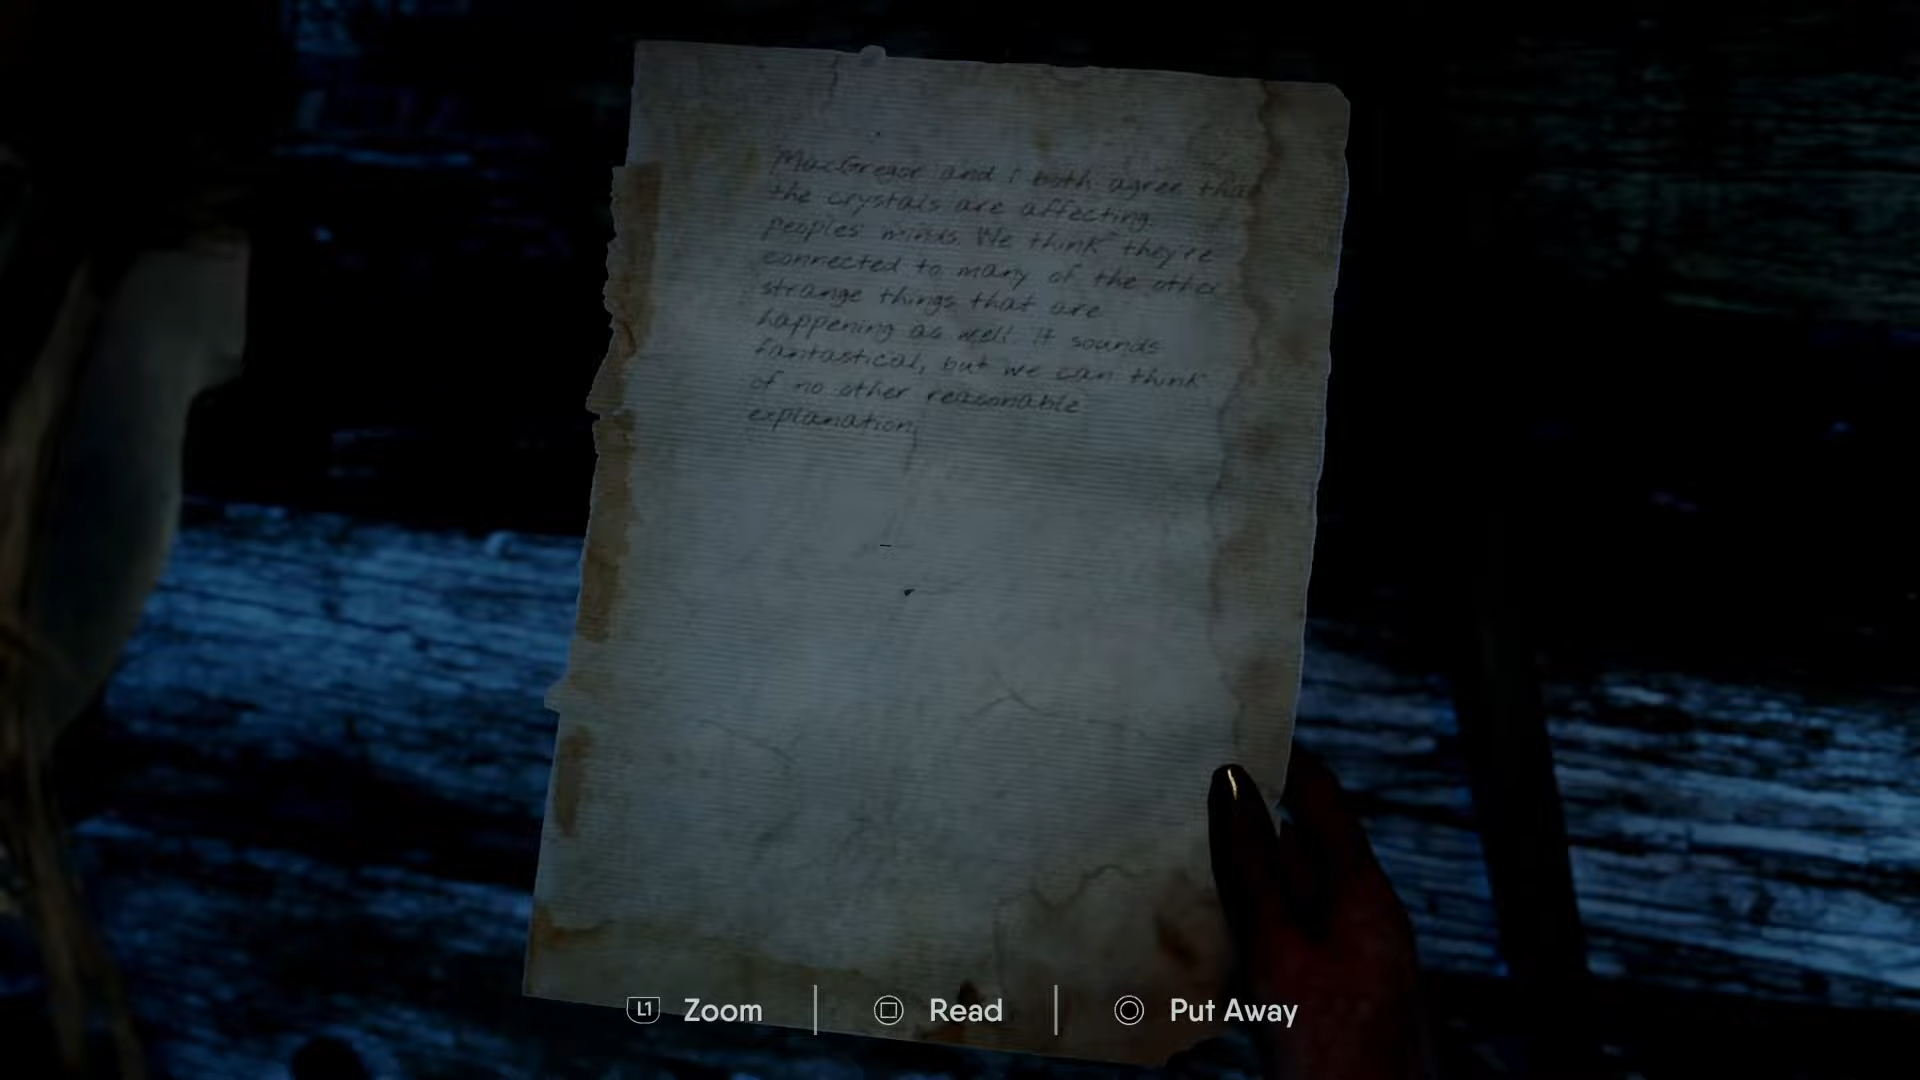 MacGregor and I both agree that
the crystals are affecting
peoples' minds. We think they're
connected to many of the other
strange things that are
happening as well. It sounds
fantastical, but we can think
of no other reasonable
explanation.
L1 Zoom | Read | Put Away